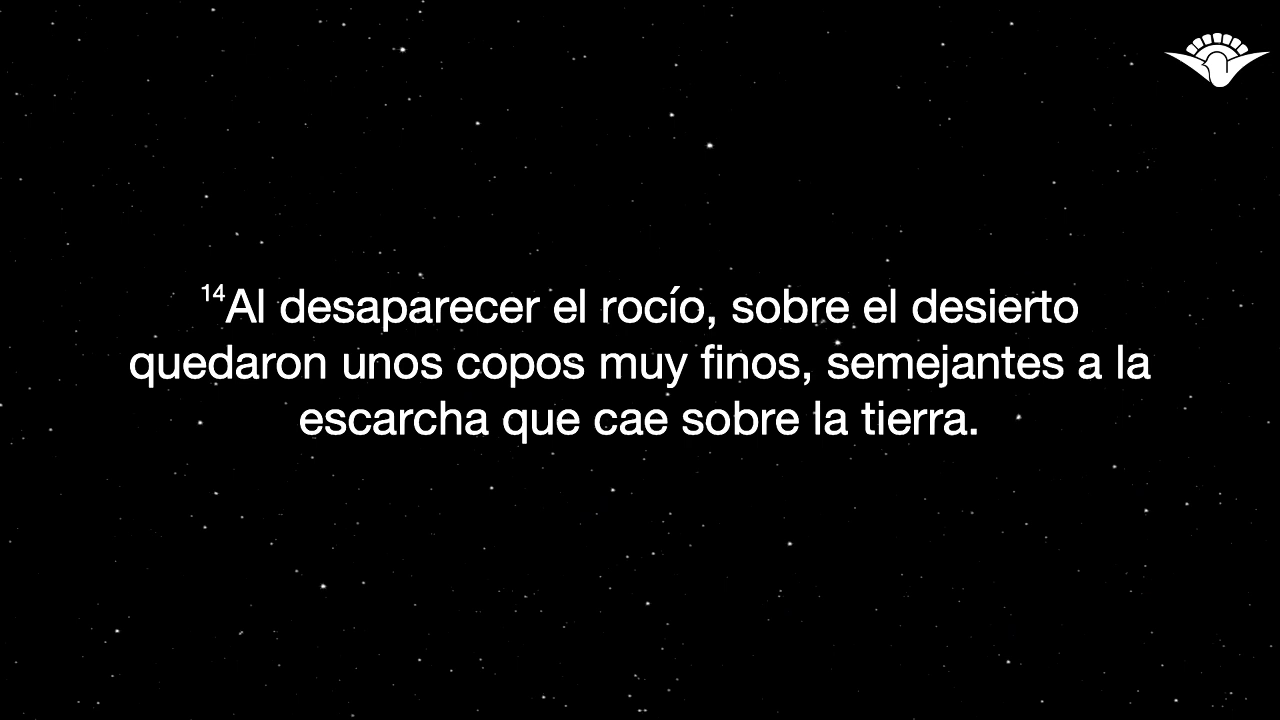 ¹⁴Al desaparecer el rocío, sobre el desierto
quedaron unos copos muy finos, semejantes a la
escarcha que cae sobre la tierra.